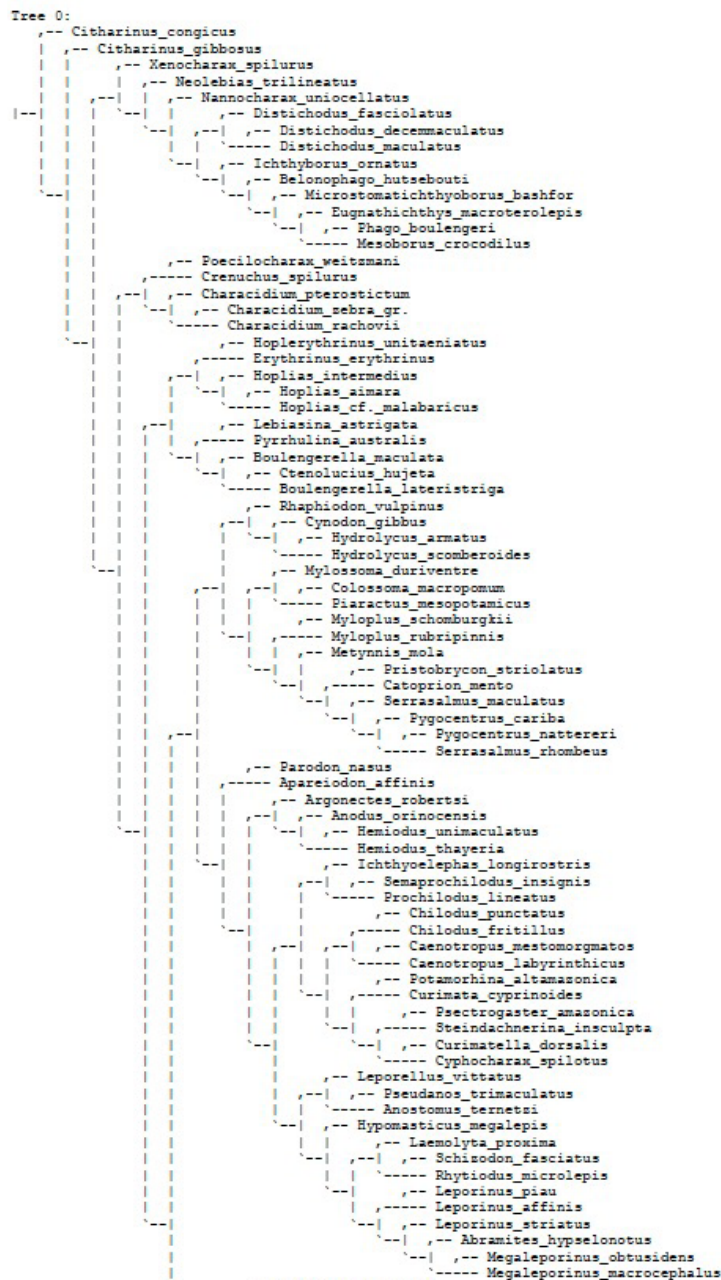 Tree 0:
Citharinus_congicus
Citharinus_gibbosus
Xenocharax_spilurus
Neolebias_trilineatus
Nannocharax_uniocellatus
Distichodus_fasciolatus
Distichodus_decemmaculatus
Distichodus_maculatus
Ichthyborus_ornatus
Belonophago_hutsebouti
Microstomatichthyoborus_bashfor
Eugnathichthys_macroterolepis
Phago_boulengeri
Mesoborus_crocodilus
Poecilocharax_weitzmani
Crenuchus_spilurus
Characidium_pterostictum
Characidium_zebra_gr.
Characidium_rachovii
Hoplerythrinus_unitaeniatus
Erythrinus_erythrinus
Hoplias_intermedius
Hoplias_aimara
Hoplias_cf._malabaricus
Lebiasina_astrigata
Pyrrhulina_australis
Boulengerella_maculata
Ctenolucius_hujeta
Boulengerella_lateristriga
Rhaphiodon_vulpinus
Cynodon_gibbus
Hydrolycus_armatus
Hydrolycus_scomberoides
Mylossoma_duriventre
Colossoma_macropomum
Piaractus_mesopotamicus
Myloplus_schomburgkii
Myloplus_rubripinnis
Metynnis_mola
Pristobrycon_striolatus
Catoprion_mento
Serrasalmus_maculatus
Pygocentrus_cariba
Pygocentrus_nattereri
Serrasalmus_rhombeus
Parodon_nasus
Apareiodon_affinis
Argonectes_robertsi
Anodus_orinocensis
Hemiodus_unimaculatus
Hemiodus_thayeria
Ichthyoelephas_longirostris
Semaprochilodus_insignis
Prochilodus_lineatus
Chilodus_punctatus
Chilodus_fritillus
Caenotropus_mestomorgmatos
Caenotropus_labyrinthicus
Potamorhina_altamazonica
Curimata_cyprinoides
Psectrogaster_amazonica
Steindachnerina_insculpta
Curimatella_dorsalis
Cyphocharax_spilotus
Leporellus_vittatus
Pseudanos_trimaculatus
Anostomus_ternetzi
Hypomasticus_megalepis
Laemolyta_proxima
Schizodon_fasciatus
Rhytiodus_microlepis
Leporinus_piau
Leporinus_affinis
Leporinus_striatus
Abramites_hypselonotus
Megaleporinus_obtusidens
Megaleporinus_macrocephalus